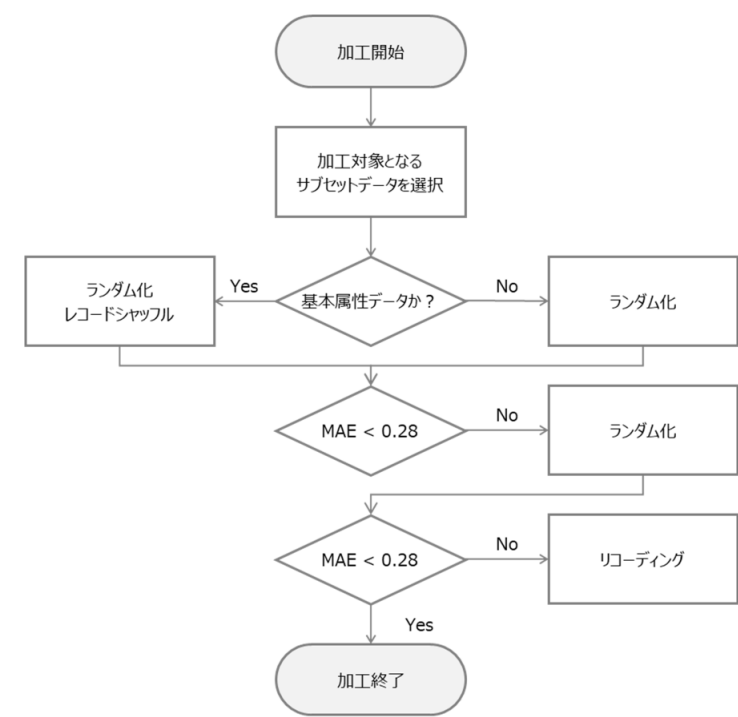 加工開始
加工対象となる
サブセットデータを選択
ランダム化
レコードシャッフル
Yes
基本属性データか？
No
ランダム化
MAE < 0.28
No
ランダム化
MAE < 0.28
No
リコーディング
Yes
加工終了